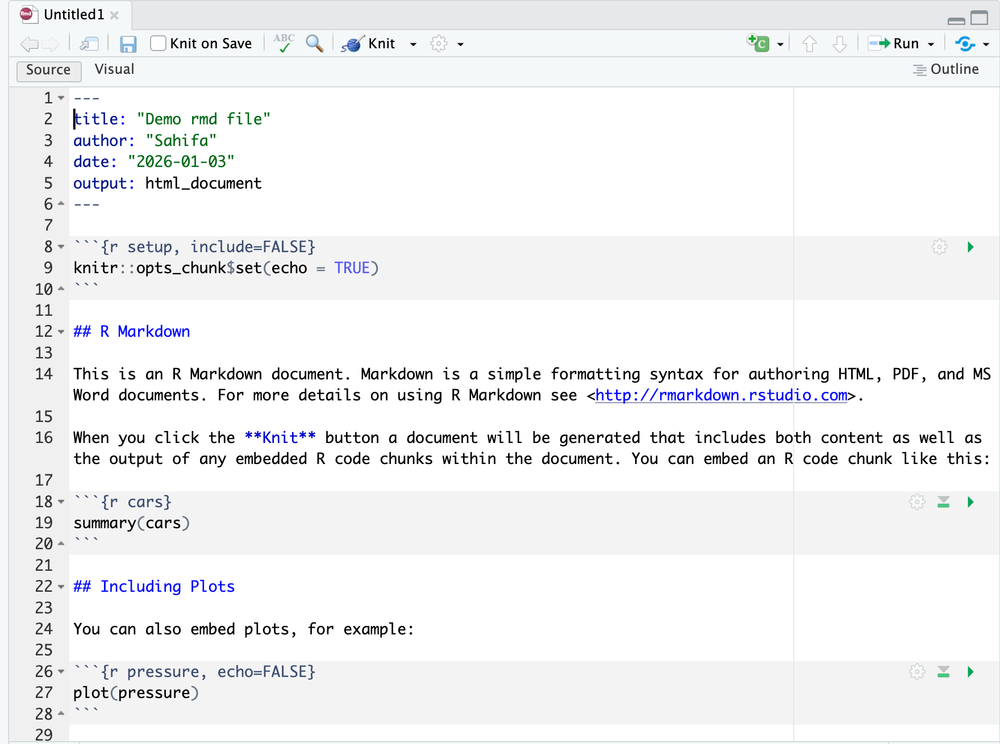 Rmd Untitled1
Knit on Save ABC Knit C Run
Source Visual Outline
1 ---
2 title: "Demo rmd file"
3 author: "Sahifa"
4 date: "2026-01-03"
5 output: html_document
6 ---
7
8 ```{r setup, include=FALSE}
9 knitr::opts_chunk$set(echo = TRUE)
10 ```
11
12 ## R Markdown
13
14 This is an R Markdown document. Markdown is a simple formatting syntax for authoring HTML, PDF, and MS
Word documents. For more details on using R Markdown see <http://rmarkdown.rstudio.com>.
15
16 When you click the **Knit** button a document will be generated that includes both content as well as
the output of any embedded R code chunks within the document. You can embed an R code chunk like this:
17
18 ```{r cars}
19 summary(cars)
20 ```
21
22 ## Including Plots
23
24 You can also embed plots, for example:
25
26 ```{r pressure, echo=FALSE}
27 plot(pressure)
28 ```
29